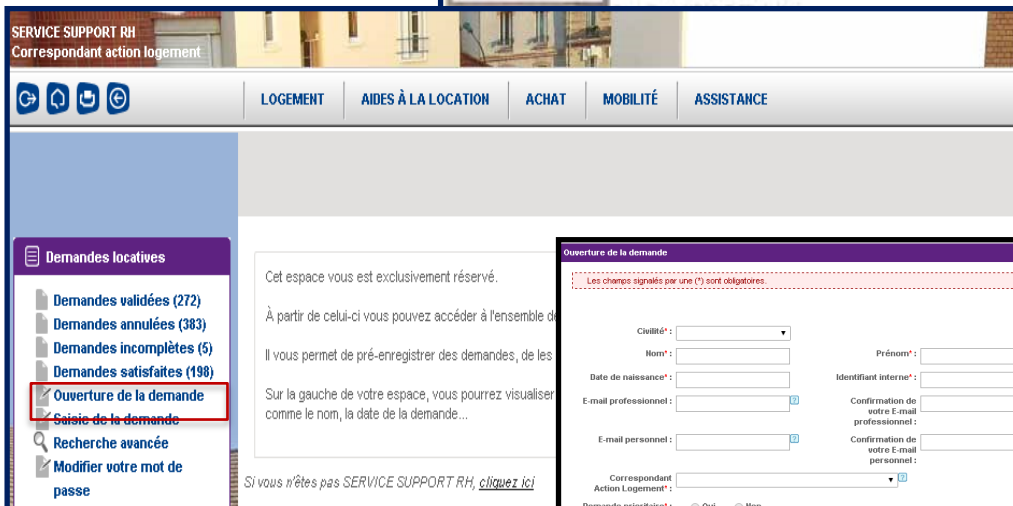 SERVICE SUPPORT RH
Correspondant action logement
LOGEMENT
AIDES À LA LOCATION
ACHAT
MOBILITÉ
ASSISTANCE
Demandes locatives
Demandes validées (272)
Demandes annulées (383)
Demandes incomplètes (5)
Demandes satisfaites (198)
Ouverture de la demande
Saisie de la demande
Recherche avancée
Modifier votre mot de
passe
Cet espace vous est exclusivement réservé.
À partir de celui-ci vous pouvez accéder à l'ensemble de
Il vous permet de pré-enregistrer des demandes, de les
Sur la gauche de votre espace, vous pourrez visualiser
comme le nom, la date de la demande...
Si vous n'êtes pas SERVICE SUPPORT RH, cliquez ici
Ouverture de la demande
Les champs signalés par une (*) sont obligatoires.
Civilité* :
Nom* :
Prénom* :
Date de naissance* :
Identifiant interne* :
E-mail professionnel :
?
Confirmation de
votre E-mail
professionnel :
E-mail personnel :
?
Confirmation de
votre E-mail
personnel :
Correspondant
Action Logement* :
?
Demande prioritaire* :
Oui
Non